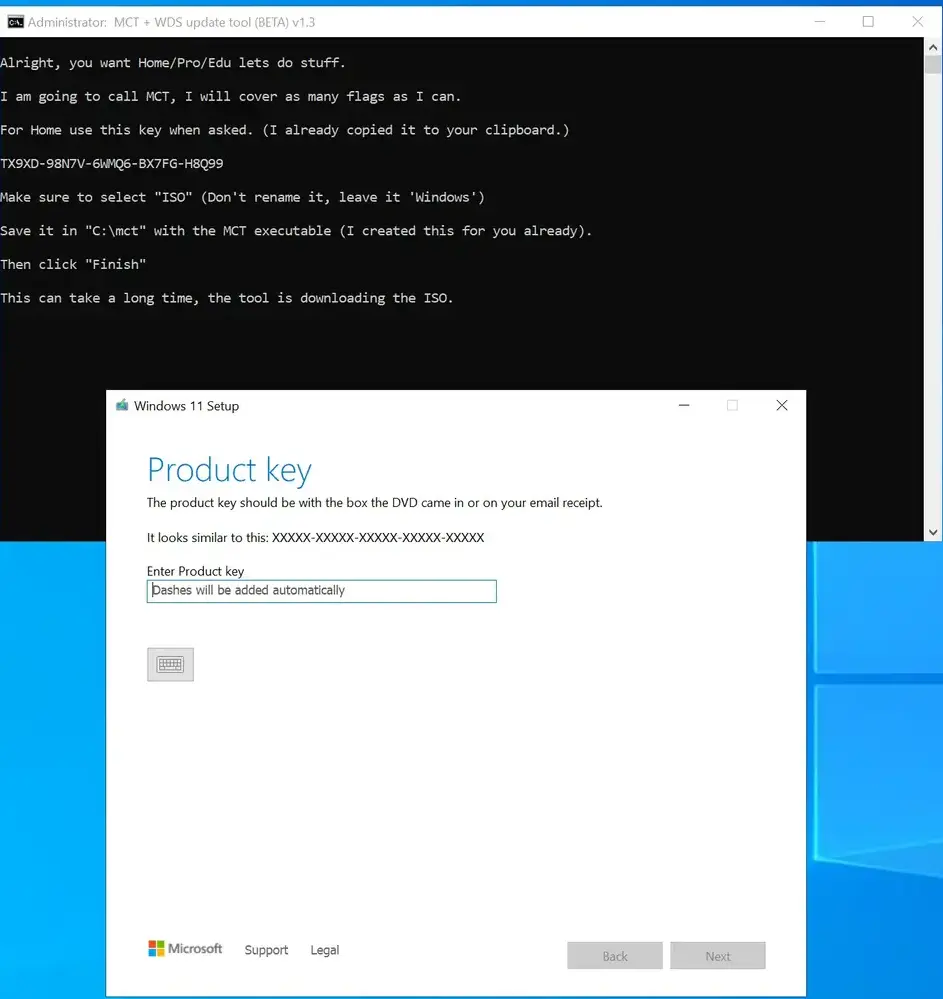 Administrator: MCT + WDS update tool (BETA) v1.3
Alright, you want Home/Pro/Edu lets do stuff.
I am going to call MCT, I will cover as many flags as I can.
For Home use this key when asked. (I already copied it to your clipboard.)
TX9XD-98N7V-6WMQ6-BX7FG-H8Q99
Make sure to select "ISO" (Don't rename it, leave it 'Windows')
Save it in "C:\mct" with the MCT executable (I created this for you already).
Then click "Finish"
This can take a long time, the tool is downloading the ISO.
Windows 11 Setup
Product key
The product key should be with the box the DVD came in or on your email receipt.
It looks similar to this: XXXXX-XXXXX-XXXXX-XXXXX-XXXXX
Enter Product key
Dashes will be added automatically
Microsoft Support Legal Back Next